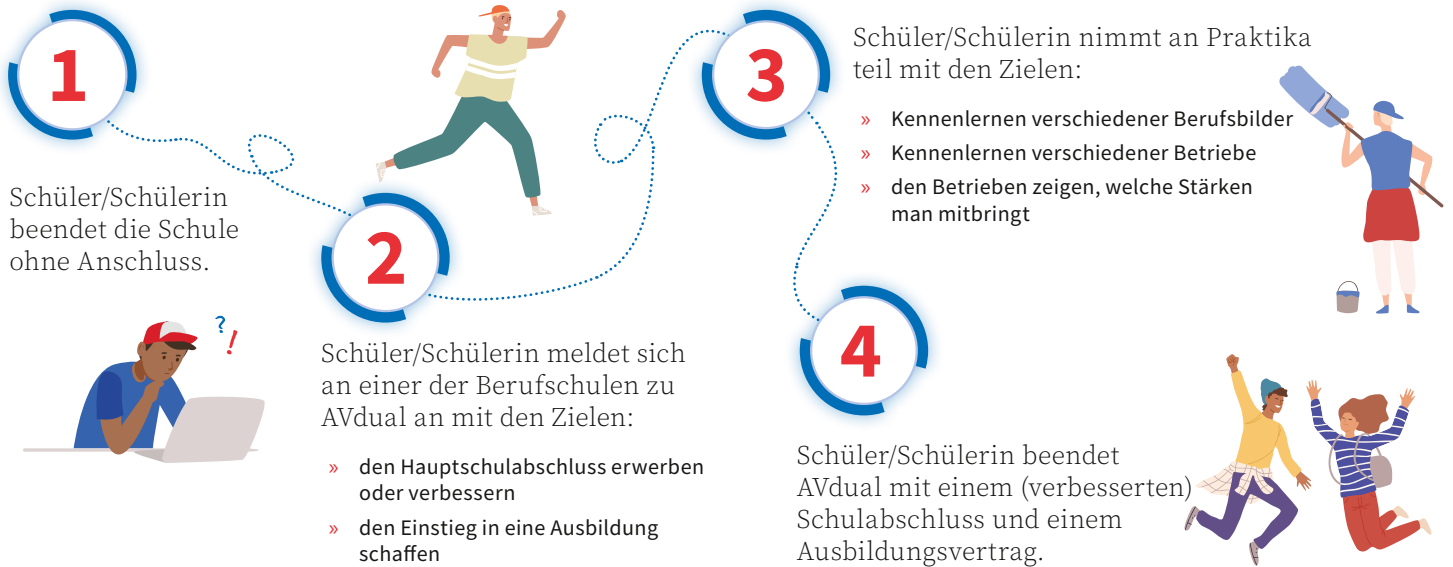 1
Schüler/Schülerin
beendet die Schule
ohne Anschluss.
?!
2
Schüler/Schülerin meldet sich
an einer der Berufschulen zu
AVdual an mit den Zielen:
» den Hauptschulabschluss erwerben
oder verbessern
» den Einstieg in eine Ausbildung
schaffen
3
Schüler/Schülerin nimmt an Praktika
teil mit den Zielen:
» Kennenlernen verschiedener Berufsbilder
» Kennenlernen verschiedener Betriebe
» den Betrieben zeigen, welche Stärken
man mitbringt
4
Schüler/Schülerin beendet
AVdual mit einem (verbesserten)
Schulabschluss und einem
Ausbildungsvertrag.